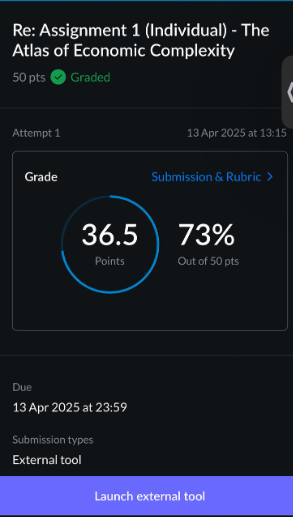 Re: Assignment 1 (Individual) - The
Atlas of Economic Complexity
50 pts Graded
Attempt 1 13 Apr 2025 at 13:15
Grade Submission & Rubric
36.5 73%
Points Out of 50 pts
Due
13 Apr 2025 at 23:59
Submission types
External tool
Launch external tool